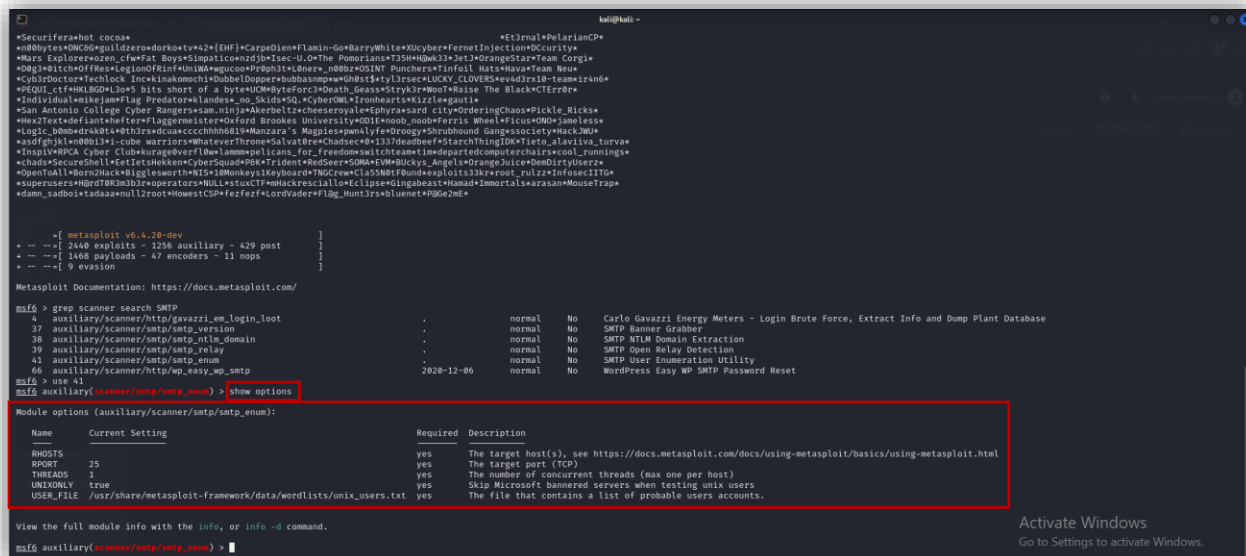 kali@kali: ~
*Securifera*hot cocoa* *Et3rnal*PelarianCP*
*n00bytes*DNC&G*guildzero*dorko*tv*42*{EHF}*CarpeDien*Flamin-Go*BarryWhite*XUcyber*FernetInjection*DCcurity*
*Mars Explorer*ozen_cfw*Fat Boys*Simpatico*nzdjb*Isec-U.O*The Pomorians*T35H*H@wk33*JetJ*OrangeStar*Team Corgi*
*D0g3*0itch*OffRes*LegionOfRinf*UniWA*wgucoo*Pr0ph3t*L0ner*_n00bz*OSINT Punchers*Tinfoil Hats*Hava*Team Neu*
*Cyb3rDoctor*Techlock Inc*kinakomochi*DubbelDopper*bubbasnmp*w*Gh0st$*tyl3rsec*LUCKY_CLOVERS*ev4d3rx10-team*ir4n6*
*PEQUI_ctf*HKLBGD*L3o*5 bits short of a byte*UCM*ByteForc3*Death_Geass*Stryk3r*WooT*Raise The Black*CTErr0r*
*Individual*mikejam*Flag Predator*klandes*_no_Skids*SQ.*CyberOWL*Ironhearts*Kizzle*gauti*
*San Antonio College Cyber Rangers*sam.ninja*Akerbeltz*cheeseroyale*Ephyra*sard city*OrderingChaos*Pickle_Ricks*
*Hex2Text*defiant*hefter*Flaggermeister*Oxford Brookes University*OD1E*noob_noob*Ferris Wheel*Ficus*ONO*jameless*
*Log1c_b0mb*dr4k0t4*0th3rs*dcua*cccchhhh6819*Manzara's Magpies*pwn4lyfe*Droogy*Shrubhound Gang*ssociety*HackJWU*
*asdfghjkl*n00bi3*i-cube warriors*WhateverThrone*Salvat0re*Chadsec*0×1337deadbeef*StarchThingIDK*Tieto_alaviiva_turva*
*InspiV*RPCA Cyber Club*kurage0verfl0w*lammm*pelicans_for_freedom*switchteam*tim*departedcomputerchairs*cool_runnings*
*chads*SecureShell*EetIetsHekken*CyberSquad*P&K*Trident*RedSeer*SOMA*EVM*BUckys_Angels*OrangeJuice*DemDirtyUserz*
*OpenToAll*Born2Hack*Bigglesworth*NIS*10Monkeys1Keyboard*TNGCrew*Cla55N0tF0und*exploits33kr*root_rulzz*InfosecIITG*
*superusers*H@rdT0R3m3b3r*operators*NULL*stuxCTF*mHackresciallo*Eclipse*Gingabeast*Hamad*Immortals*arasan*MouseTrap*
*damn_sadboi*tadaaa*null2root*HowestCSP*fezfezf*LordVader*Fl@g_Hunt3rs*bluenet*P@Ge2mE*
=[ metasploit v6.4.20-dev ]
+ -- --=[ 2440 exploits - 1256 auxiliary - 429 post ]
+ -- --=[ 1468 payloads - 47 encoders - 11 nops ]
+ -- --=[ 9 evasion ]
Metasploit Documentation: https://docs.metasploit.com/
msf6 > grep scanner search SMTP
4 auxiliary/scanner/http/gavazzi_em_login_loot . normal No Carlo Gavazzi Energy Meters - Login Brute Force, Extract Info and Dump Plant Database
37 auxiliary/scanner/smtp/smtp_version . normal No SMTP Banner Grabber
38 auxiliary/scanner/smtp/smtp_ntlm_domain . normal No SMTP NTLM Domain Extraction
39 auxiliary/scanner/smtp/smtp_relay . normal No SMTP Open Relay Detection
41 auxiliary/scanner/smtp/smtp_enum . normal No SMTP User Enumeration Utility
66 auxiliary/scanner/http/wp_easy_wp_smtp 2020-12-06 normal No WordPress Easy WP SMTP Password Reset
msf6 > use 41
msf6 auxiliary(scanner/smtp/smtp_enum) > show options
Module options (auxiliary/scanner/smtp/smtp_enum):
Name Current Setting Required Description
RHOSTS yes The target host(s), see https://docs.metasploit.com/docs/using-metasploit/basics/using-metasploit.html
RPORT 25 yes The target port (TCP)
THREADS 1 yes The number of concurrent threads (max one per host)
UNIXONLY true yes Skip Microsoft bannered servers when testing unix users
USER_FILE /usr/share/metasploit-framework/data/wordlists/unix_users.txt yes The file that contains a list of probable users accounts.
View the full module info with the info, or info -d command.
msf6 auxiliary(scanner/smtp/smtp_enum) >
Activate Windows
Go to Settings to activate Windows.